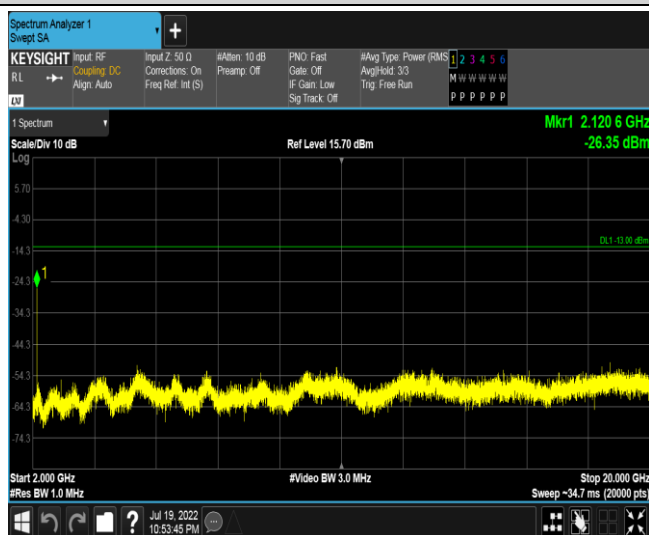 Spectrum Analyzer 1
Swept SA
+
KEYSIGHT Input: RF Input Z: 50 Ω #Atten: 10 dB PNO: Fast #Avg Type: Power (RMS 1 2 3 4 5 6
RL Coupling: DC Corrections: On Preamp: Off Gate: Off Avg|Hold: 3/3 M W W W W W
Align: Auto Freq Ref: Int (S) IF Gain: Low Trig: Free Run
Sig Track: Off P P P P P P
LXI
1 Spectrum Mkr1 2.120 6 GHz
Scale/Div 10 dB Ref Level 15.70 dBm -26.35 dBm
Log
5.70
-4.30
DL1 -13.00 dBm
-14.3
1
-24.3
-34.3
-44.3
-54.3
-64.3
-74.3
Start 2.000 GHz #Video BW 3.0 MHz Stop 20.000 GHz
#Res BW 1.0 MHz Sweep ~34.7 ms (20000 pts)
? Jul 19, 2022
10:53:45 PM